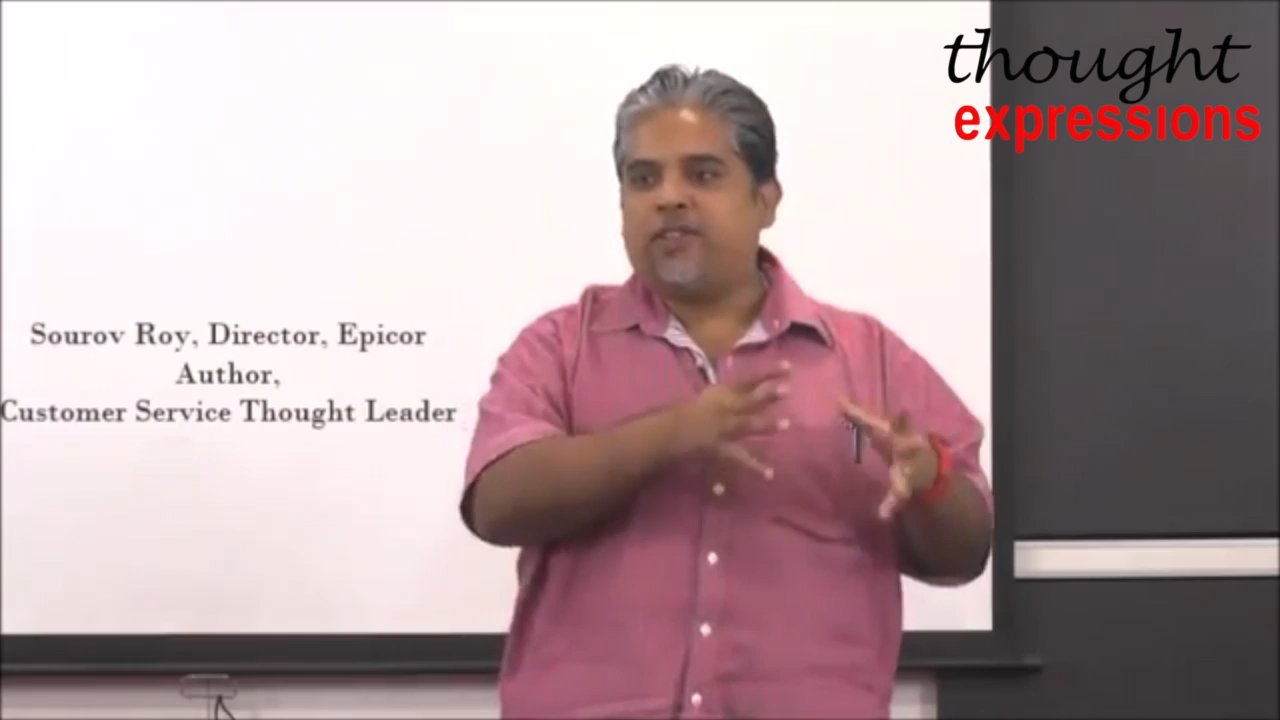 thought
expressions
Sourov Roy, Director, Epicor
Author,
Customer Service Thought Leader